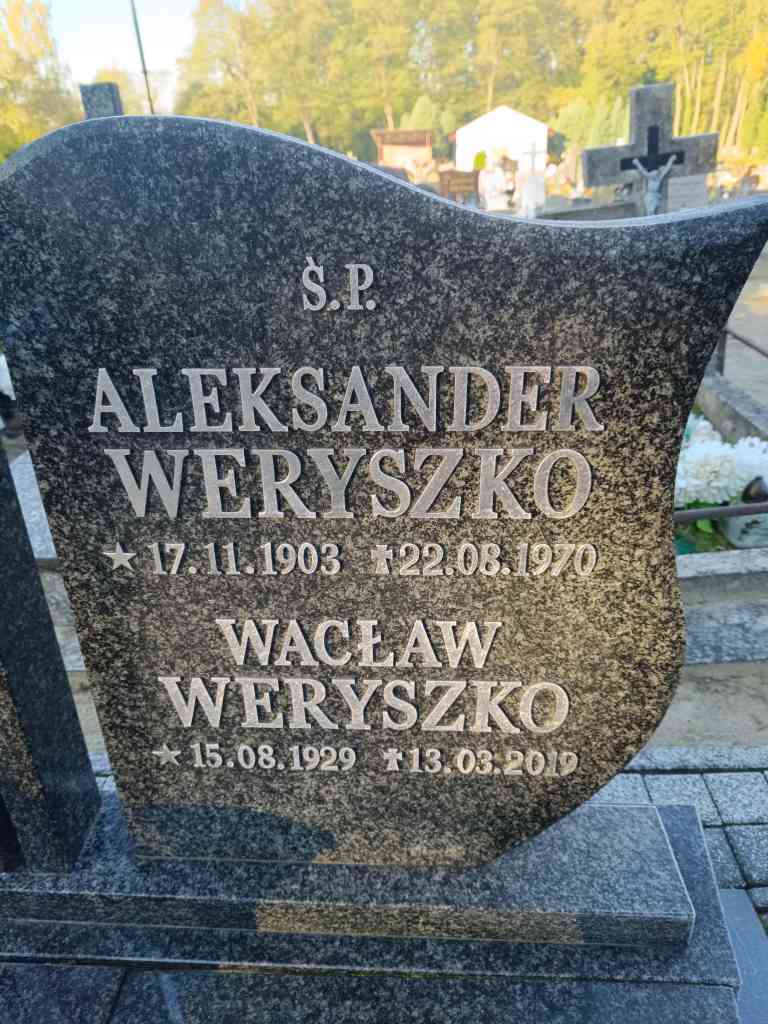 Ś.P.
ALEKSANDER
WERYSZKO
★ 17.11.1903 ✝ 22.08.1970
WACŁAW
WERYSZKO
★ 15.08.1929 ✝ 13.03.2019